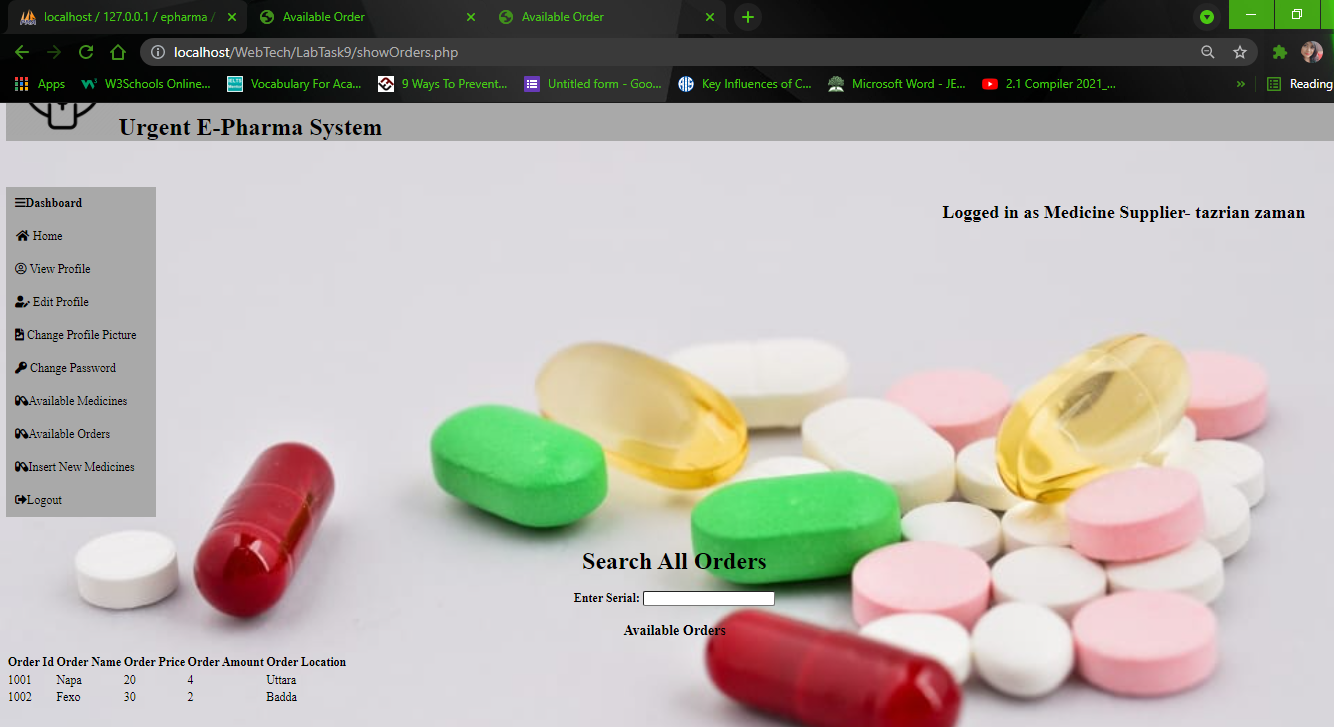 localhost / 127.0.0.1 / epharma /
Available Order
Available Order
localhost/WebTech/LabTask9/showOrders.php
Apps
W3Schools Online...
Vocabulary For Aca...
9 Ways To Prevent...
Untitled form - Goo...
Key Influences of C...
Microsoft Word - JE...
2.1 Compiler 2021_...
»
Reading
Urgent E-Pharma System
Dashboard
Logged in as Medicine Supplier- tazrian zaman
Home
View Profile
Edit Profile
Change Profile Picture
Change Password
Available Medicines
Available Orders
Insert New Medicines
Logout
Search All Orders
Enter Serial:
Available Orders
Order Id Order Name Order Price Order Amount Order Location
1001 Napa 20 4 Uttara
1002 Fexo 30 2 Badda